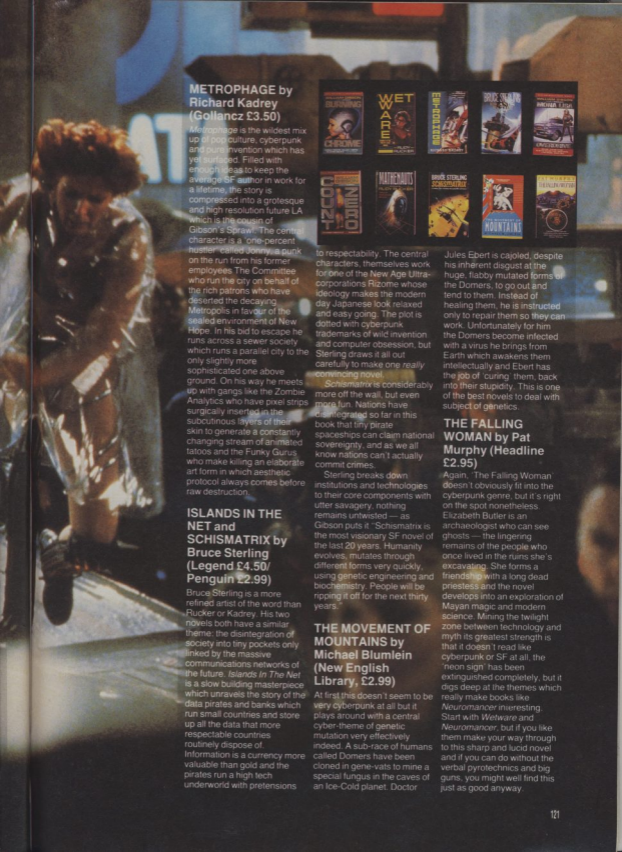 METROPHAGE by
Richard Kadrey
(Gollancz £3.50)
Metrophage is the wildest mix
up of pop culture, cyberpunk
and pure invention which has
yet surfaced. Filled with
enough ideas to keep the
average SF author in work for
a lifetime, the story is
compressed into a grotesque
and high resolution future LA
which is the cousin of
Gibson's Sprawl. The central
character is a 'one-percent
hustler' called Jonny, a punk
on the run from his former
employees The Committee
who run the city on behalf of
the rich patrons who have
deserted the decaying
Metropolis in favour of the
sealed environment of New
Hope. In his bid to escape he
runs across a sewer society
which runs a parallel city to the
only slightly more
sophisticated one above
ground. On his way he meets
up with gangs like the Zombie
Analytics who have pixel strips
surgically inserted in the
subcutinous layers of their
skin to generate a constantly
changing stream of animated
tatoos and the Funky Gurus
who make killing an elaborate
art form in which aesthetic
protocol always comes before
raw destruction.
ISLANDS IN THE
NET and
SCHISMATRIX by
Bruce Sterling
(Legend £4.50/
Penguin £2.99)
Bruce Sterling is a more
refined artist of the word than
Rucker or Kadrey. His two
novels both have a similar
theme; the disintegration of
society into tiny pockets only
linked by the massive
communications networks of
the future. Islands In The Net
is a slow building masterpiece
which unravels the story of the
data pirates and banks which
run small countries and store
up all the data that more
respectable countries
routinely dispose of.
Information is a currency more
valuable than gold and the
pirates run a high tech
underworld with pretensions
BURNING
CHROME
WET
WARE
METROPHAGE
BRUCE STERLING
MONA LISA
OVERDRIVE
COUNT
ZERO
MATHENAUTS
BRUCE STERLING
SCHISMATRIX
THE MOVEMENT OF
MOUNTAINS
THE FALLING WOMAN
to respectability. The central
characters, themselves work
for one of the New Age Ultra-
corporations Rizome whose
ideology makes the modern
day Japanese look relaxed
and easy going. The plot is
dotted with cyberpunk
trademarks of wild invention
and computer obsession, but
Sterling draws it all out
carefully to make one really
convincing novel.
Schismatrix is considerably
more off the wall, but even
more fun. Nations have
disintegrated so far in this
book that tiny pirate
spaceships can claim national
sovereignty, and as we all
know nations can't actually
commit crimes.
Sterling breaks down
institutions and technologies
to their core components with
utter savagery, nothing
remains untwisted — as
Gibson puts it "Schismatrix is
the most visionary SF novel of
the last 20 years. Humanity
evolves, mutates through
different forms very quickly,
using genetic engineering and
biochemistry. People will be
ripping it off for the next thirty
years."
THE MOVEMENT OF
MOUNTAINS by
Michael Blumlein
(New English
Library, £2.99)
At first this doesn't seem to be
very cyberpunk at all but it
plays around with a central
cyber-theme of genetic
mutation very effectively
indeed. A sub-race of humans
called Domers have been
cloned in gene-vats to mine a
special fungus in the caves of
an Ice-Cold planet. Doctor
Jules Ebert is cajoled, despite
his inherent disgust at the
huge, flabby mutated forms of
the Domers, to go out and
tend to them. Instead of
healing them, he is instructed
only to repair them so they can
work. Unfortunately for him
the Domers become infected
with a virus he brings from
Earth which awakens them
intellectually and Ebert has
the job of 'curing' them, back
into their stupidity. This is one
of the best novels to deal with
subject of genetics.
THE FALLING
WOMAN by Pat
Murphy (Headline
£2.95)
Again, 'The Falling Woman'
doesn't obviously fit into the
cyberpunk genre, but it's right
on the spot nonetheless.
Elizabeth Butler is an
archaeologist who can see
ghosts — the lingering
remains of the people who
once lived in the ruins she's
excavating. She forms a
friendship with a long dead
priestess and the novel
develops into an exploration of
Mayan magic and modern
science. Mining the twilight
zone between technology and
myth its greatest strength is
that it doesn't read like
cyberpunk or SF at all, the
'neon sign' has been
extinguished completely, but it
digs deep at the themes which
really make books like
Neuromancer interesting.
Start with Wetware and
Neuromancer, but if you like
them make your way through
to this sharp and lucid novel
and if you can do without the
verbal pyrotechnics and big
guns, you might well find this
just as good anyway.
121